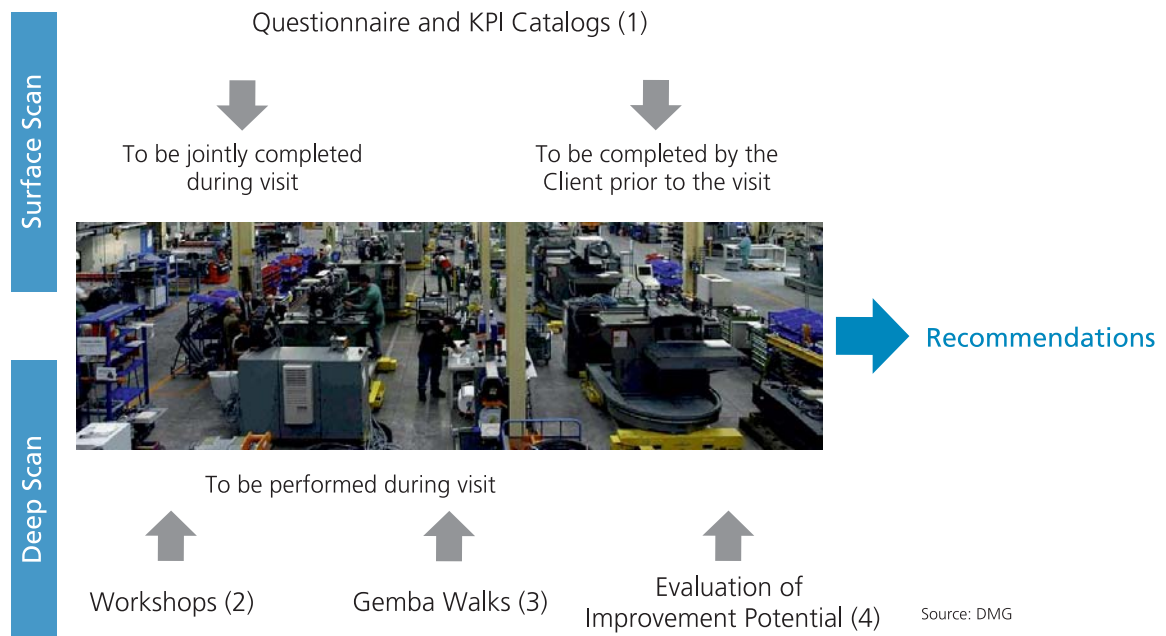 Surface Scan
Questionnaire and KPI Catalogs (1)
To be jointly completed
during visit
To be completed by the
Client prior to the visit
Recommendations
Deep Scan
To be performed during visit
Workshops (2)
Gemba Walks (3)
Evaluation of
Improvement Potential (4)
Source: DMG